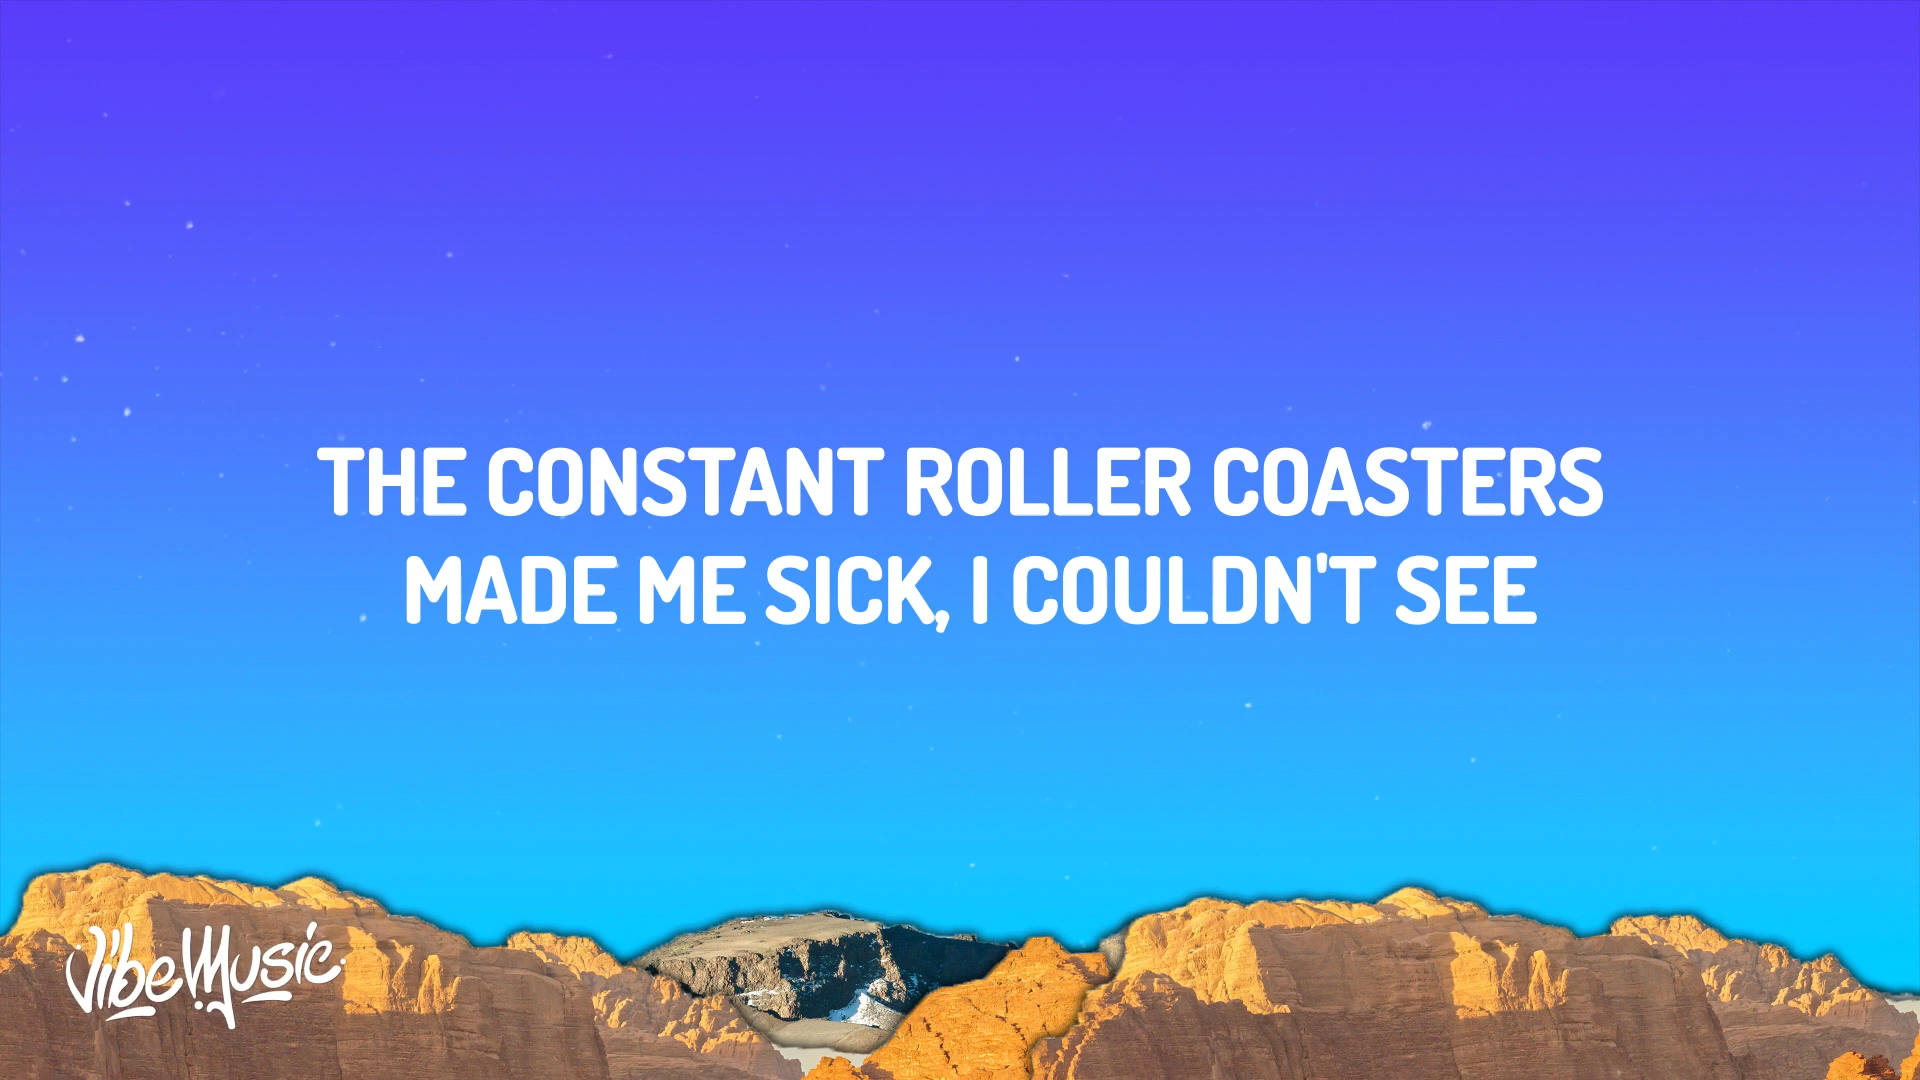 THE CONSTANT ROLLER COASTERS
MADE ME SICK, I COULDN'T SEE
VibeMusic